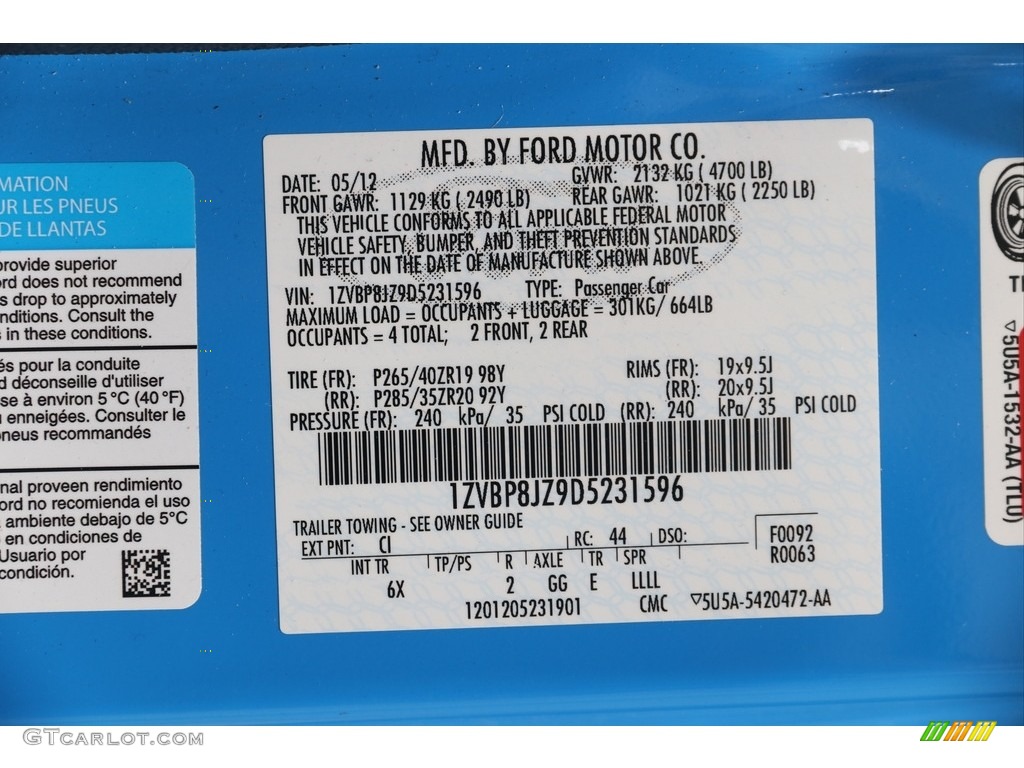 MATION
UR LES PNEUS
DE LLANTAS
provide superior
ord does not recommend
s drop to approximately
nditions. Consult the
s in these conditions.
és pour la conduite
d déconseille d'utiliser
se à environ 5 °C (40 °F)
u enneigées. Consulter le
pneus recommandés
nal proveen rendimiento
ord no recomienda el uso
ambiente debajo de 5°C
en condiciones de
Usuario por
condición.
MFD. BY FORD MOTOR CO.
DATE: 05/12 GVWR: 2132 KG ( 4700 LB)
FRONT GAWR: 1129 KG ( 2490 LB) REAR GAWR: 1021 KG ( 2250 LB)
THIS VEHICLE CONFORMS TO ALL APPLICABLE FEDERAL MOTOR
VEHICLE SAFETY, BUMPER, AND THEFT PREVENTION STANDARDS
IN EFFECT ON THE DATE OF MANUFACTURE SHOWN ABOVE.
VIN: 1ZVBP8JZ9D5231596 TYPE: Passenger Car
MAXIMUM LOAD = OCCUPANTS + LUGGAGE = 301KG/ 664LB
OCCUPANTS = 4 TOTAL; 2 FRONT, 2 REAR
TIRE (FR): P265/40ZR19 98Y RIMS (FR): 19x9.5J
(RR): P285/35ZR20 92Y (RR): 20x9.5J
PRESSURE (FR): 240 kPa/ 35 PSI COLD (RR): 240 kPa/ 35 PSI COLD
1ZVBP8JZ9D5231596
TRAILER TOWING - SEE OWNER GUIDE
EXT PNT: CI RC: 44 DSO: F0092
INT TR TP/PS R AXLE TR SPR R0063
6X 2 GG E LLLL
1201205231901 CMC ▽5U5A-5420472-AA
TI
▽5U5A-1532-AA (TLU)
GTCARLOT.COM